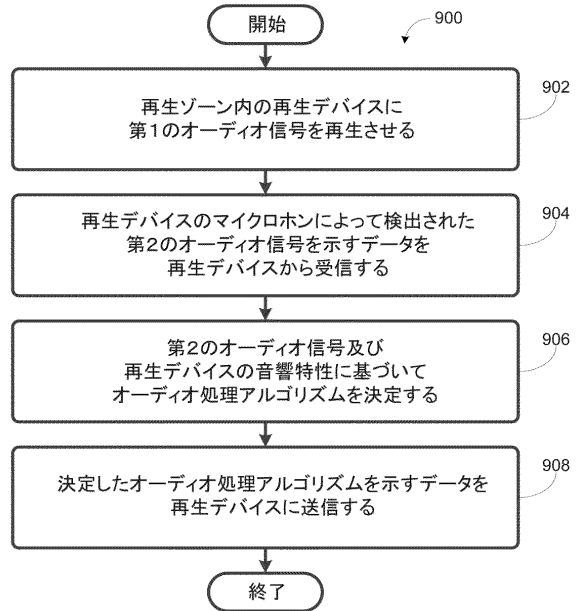 開始
900
再生ゾーン内の再生デバイスに
第1のオーディオ信号を再生させる
902
再生デバイスのマイクロホンによって検出された
第2のオーディオ信号を示すデータを
再生デバイスから受信する
904
第2のオーディオ信号及び
再生デバイスの音響特性に基づいて
オーディオ処理アルゴリズムを決定する
906
決定したオーディオ処理アルゴリズムを示すデータを
再生デバイスに送信する
908
終了